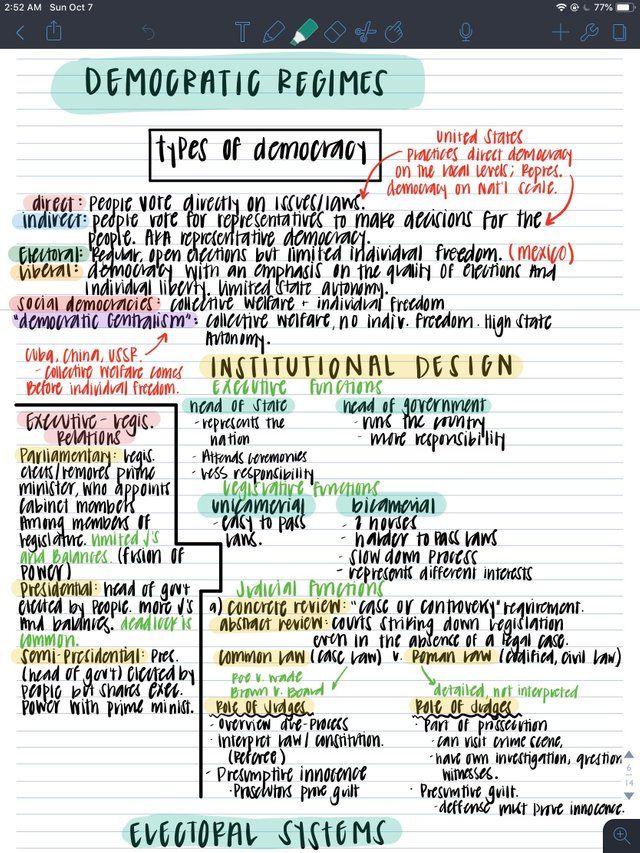 2:52 AM Sun Oct 7
77%
DEMOCRATIC REGIMES
types of democracy
United States
Practices direct democracy
on the local levels; Repres.
democracy on Nat'l scale.
direct: People vote directly on issues/laws.
indirect: people vote for representatives to make decisions for the
people. AKA representative democracy.
Electoral: Regular, open elections but limited individual freedom. (Mexico)
Liberal: democracy with an emphasis on the quality of elections and
individual liberty. Limited state autonomy.
social democracies: collective welfare + individual freedom
"democratic centralism": collective welfare, no indiv. freedom. High State
Autonomy.
Cuba, China, USSR.
- Collective welfare comes
Before individual freedom.
INSTITUTIONAL DESIGN
Executive Functions
head of state
- represents the
nation
- Attends ceremonies
- Less responsibility
head of government
- runs the country
- more responsibility
Legislative Functions
unicameral
- easy to pass
laws.
bicameral
- 2 houses
- harder to pass laws
- slow down process
- represents different interests
Executive - Legis.
Relations
Parliamentary: Legis.
elects/removes prime
minister, who appoints
cabinet members
Among members of
legislative. Limited √'s
and Balances. (fusion of
Power)
Presidential: head of gov't
elected by people. more √'s
And balances. deadlock is
common.
Semi-Presidential: Pres.
(head of gov't) elected by
people but shares exec.
Power with prime minist.
Judicial Functions
a) concrete review: "case or controversy" requirement.
abstract review: courts striking down legislation
even in the absence of a legal case.
common law (case law) v. Roman law (codified, civil law)
Roe v. wade
Brown v. Board
detailed, not interpreted
Role of Judges
- Overview due-process
- Interpret law/constitution.
(Referee)
- Presumptive innocence
- Prosecutors prove guilt
Role of Judges
- Part of prosecution
- can visit crime scene,
- have own investigation, question
witnesses.
- Presumtive guilt.
- deffense must prove innocence.
6
14
ELECTORAL SYSTEMS